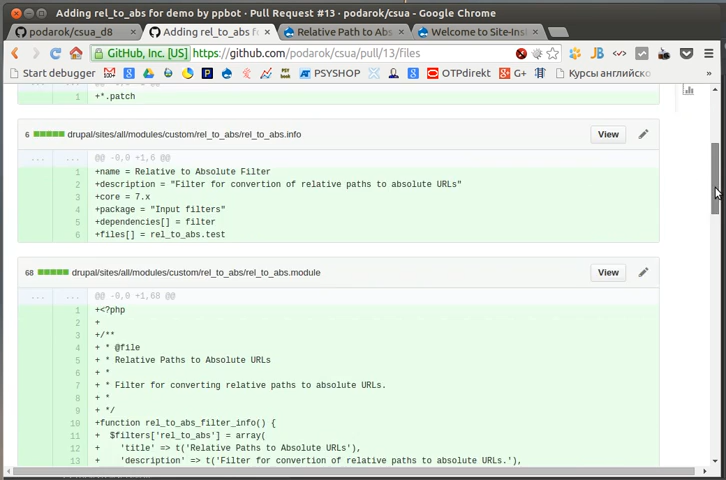 Adding rel_to_abs for demo by ppbot · Pull Request #13 · podarok/csua - Google Chrome
podarok/csua_d8 × Adding rel_to_abs fo × Relative Path to Abs × Welcome to Site-Inst ×
GitHub, Inc. [US] https://github.com/podarok/csua/pull/13/files
Start debugger PSYSHOP OTPdirekt G+ Курсы английско
1 +*.patch
6 drupal/sites/all/modules/custom/rel_to_abs/rel_to_abs.info View
... ... @@ -0,0 +1,6 @@
1 +name = Relative to Absolute Filter
2 +description = "Filter for convertion of relative paths to absolute URLs"
3 +core = 7.x
4 +package = "Input filters"
5 +dependencies[] = filter
6 +files[] = rel_to_abs.test
68 drupal/sites/all/modules/custom/rel_to_abs/rel_to_abs.module View
... ... @@ -0,0 +1,68 @@
1 +<?php
2 +
3 +/**
4 + * @file
5 + * Relative Paths to Absolute URLs
6 + *
7 + * Filter for converting relative paths to absolute URLs.
8 + *
9 + */
10 +function rel_to_abs_filter_info() {
11 + $filters['rel_to_abs'] = array(
12 + 'title' => t('Relative Paths to Absolute URLs'),
13 + 'description' => t('Filter for convertion of relative paths to absolute URLs.'),